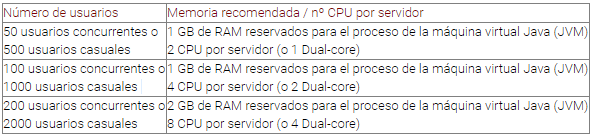 Número de usuarios
Memoria recomendada / nº CPU por servidor
50 usuarios concurrentes o
500 usuarios casuales
1 GB de RAM reservados para el proceso de la máquina virtual Java (JVM)
2 CPU por servidor (o 1 Dual-core)
100 usuarios concurrentes o
1000 usuarios casuales
1 GB de RAM reservados para el proceso de la máquina virtual Java (JVM)
4 CPU por servidor (o 2 Dual-core)
200 usuarios concurrentes o
2000 usuarios casuales
2 GB de RAM reservados para el proceso de la máquina virtual Java (JVM)
8 CPU por servidor (o 4 Dual-core)